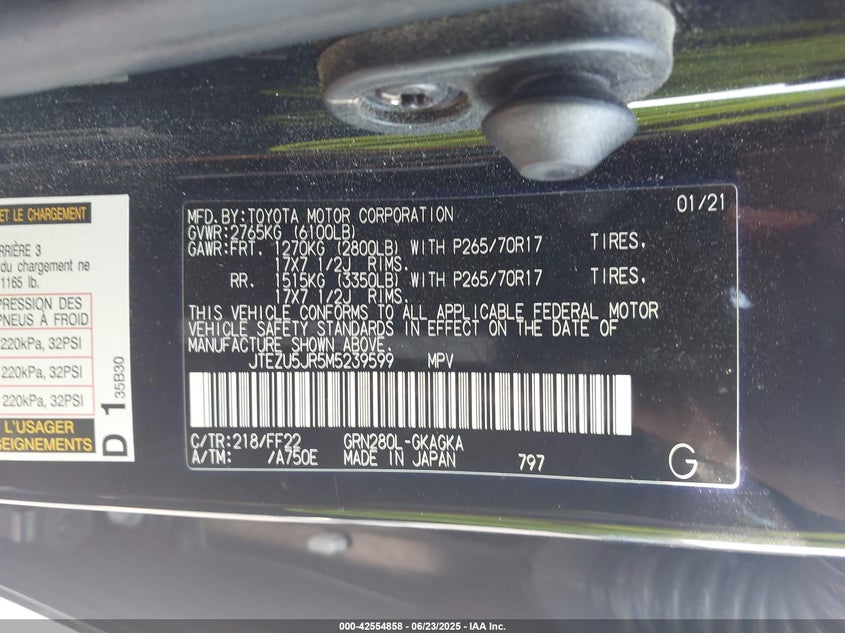 ET LE CHARGEMENT
RRIÈRE 3
du chargement ne
1165 lb.
PRESSION DES
PNEUS À FROID
220kPa, 32PSI
220kPa, 32PSI
220kPa, 32PSI
L'USAGER
SEIGNEMENTS
D 1 35B30
MFD. BY: TOYOTA MOTOR CORPORATION 01/21
GVWR: 2765KG (6100LB)
GAWR: FRT. 1270KG (2800LB) WITH P265/70R17 TIRES.
17X7 1/2J RIMS.
RR. 1515KG (3350LB) WITH P265/70R17 TIRES.
17X7 1/2J RIMS.
THIS VEHICLE CONFORMS TO ALL APPLICABLE FEDERAL MOTOR
VEHICLE SAFETY STANDARDS IN EFFECT ON THE DATE OF
MANUFACTURE SHOWN ABOVE.
JTEZU5JR5M5239599 MPV
C/TR: 218/FF22 GRN280L-GKAGKA
A/TM: /A750E MADE IN JAPAN 797 G
000-42554858 - 06/23/2025 - IAA Inc.